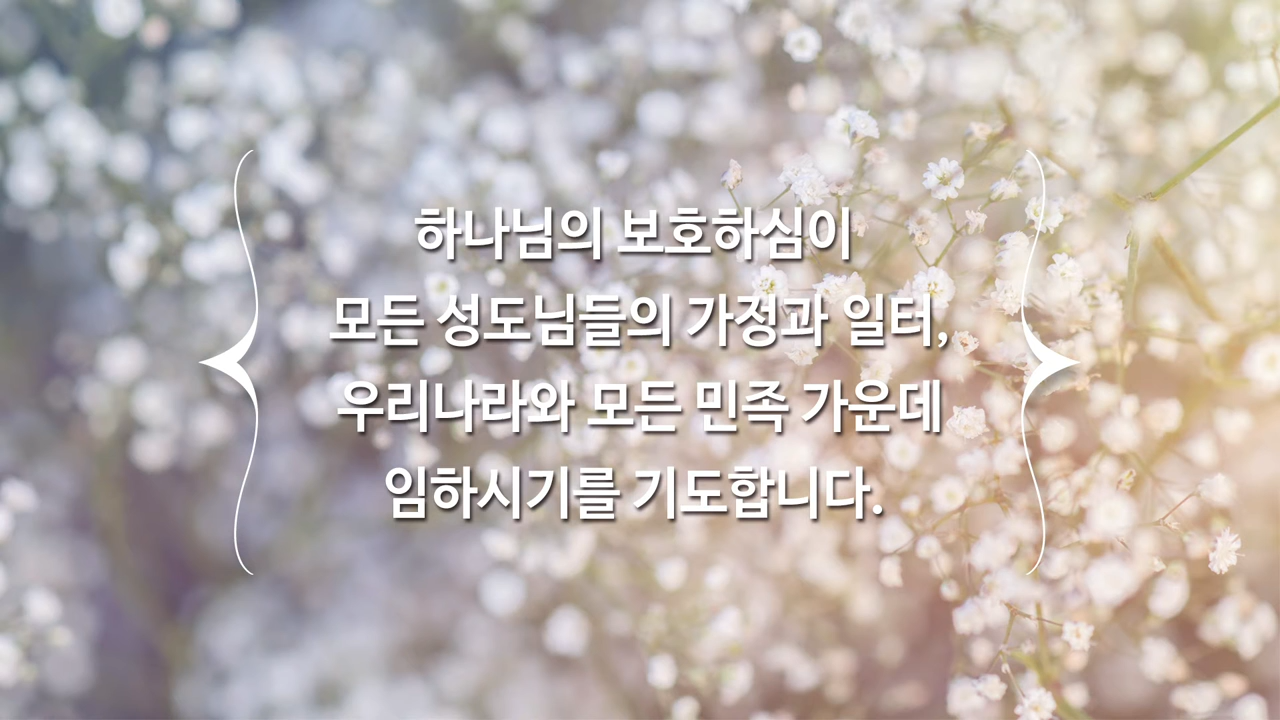 하나님의 보호하심이
모든 성도님들의 가정과 일터,
우리나라와 모든 민족 가운데
임하시기를 기도합니다.